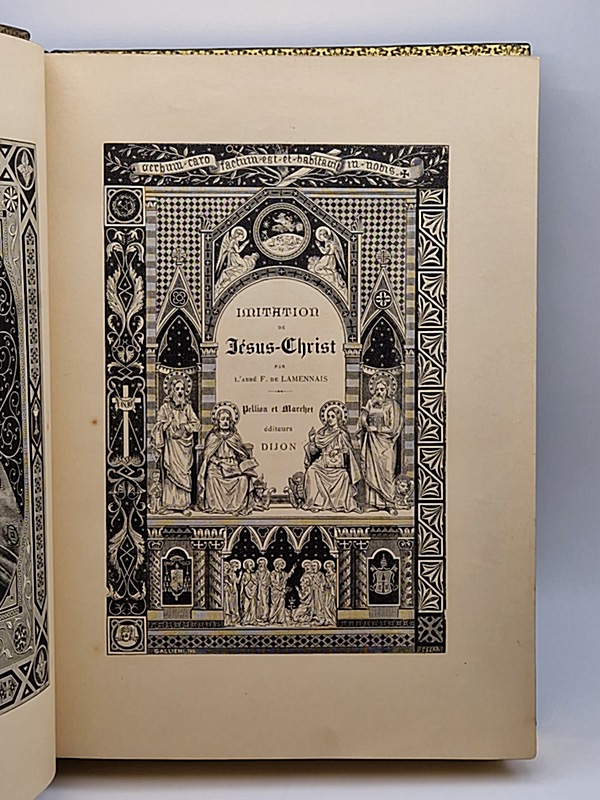 verbum·caro factum·est·et·habitavit in·nobis
IMITATION
DE
Jésus-Christ
PAR
L'ABBÉ F. DE LAMENNAIS
Pellion et Marchet
éditeurs
DIJON